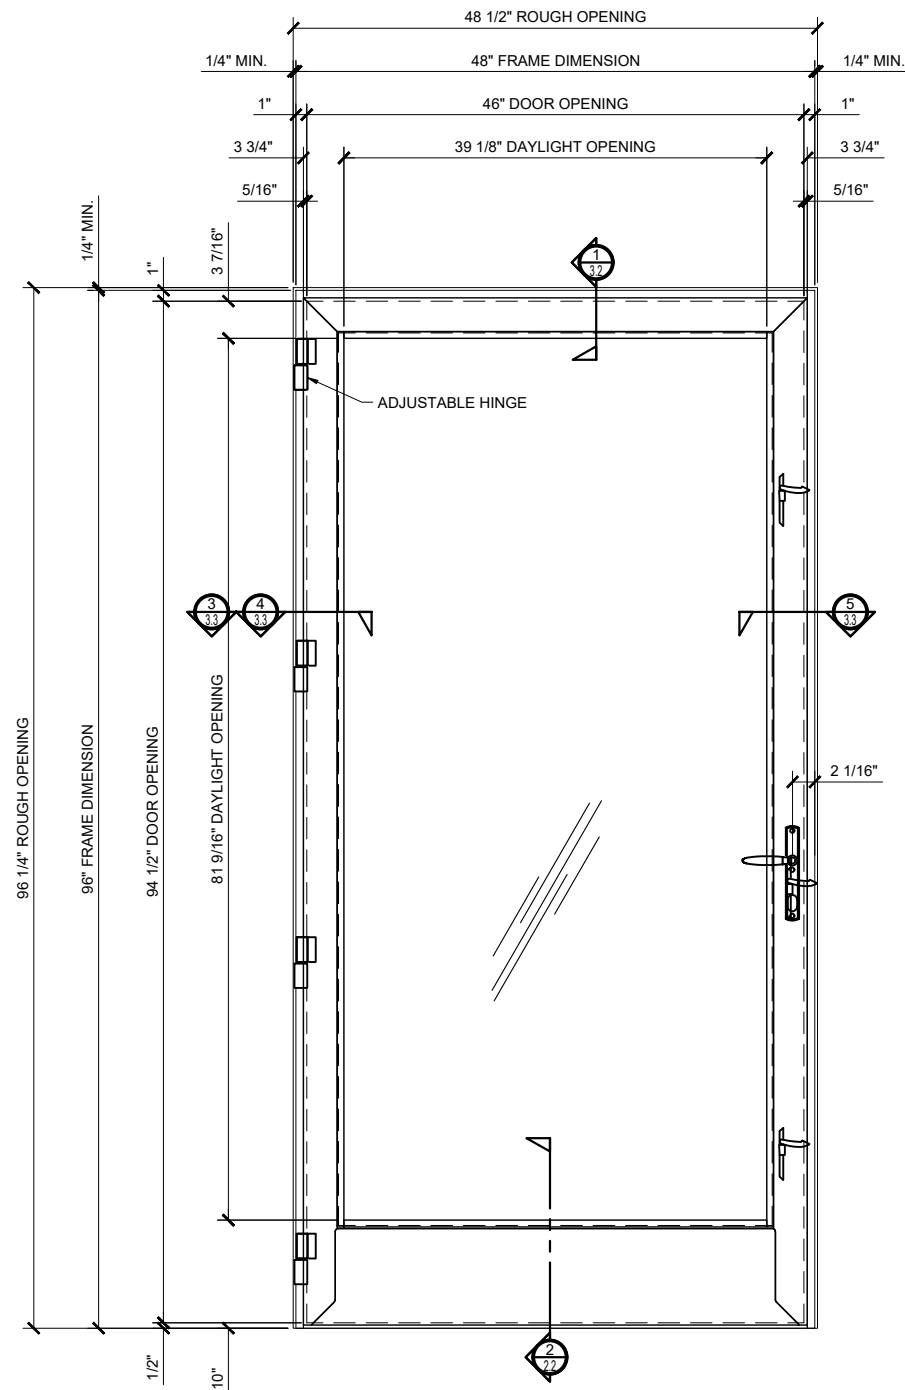 48 1/2" ROUGH OPENING
1/4" MIN.
48" FRAME DIMENSION
1/4" MIN.
1"
46" DOOR OPENING
1"
3 3/4"
39 1/8" DAYLIGHT OPENING
3 3/4"
5/16"
5/16"
1/4" MIN.
1"
3 7/16"
1
3.2
ADJUSTABLE HINGE
3
3.3
4
3.3
5
3.3
96 1/4" ROUGH OPENING
96" FRAME DIMENSION
94 1/2" DOOR OPENING
81 9/16" DAYLIGHT OPENING
2 1/16"
1/2"
10"
2
2.2